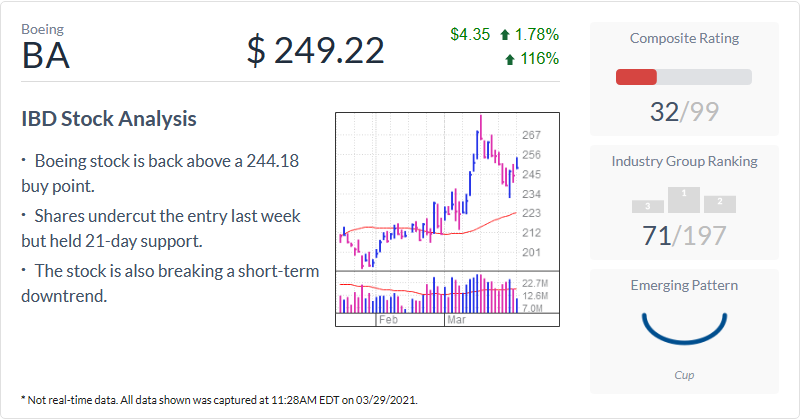 Boeing
BA
$ 249.22
$4.35 1.78%
116%
IBD Stock Analysis
· Boeing stock is back above a 244.18
buy point.
· Shares undercut the entry last week
but held 21-day support.
· The stock is also breaking a short-term
downtrend.
267
256
245
234
223
212
201
22.7M
12.6M
7.0M
Feb Mar
Composite Rating
32/99
Industry Group Ranking
3 1 2
71/197
Emerging Pattern
Cup
* Not real-time data. All data shown was captured at 11:28AM EDT on 03/29/2021.